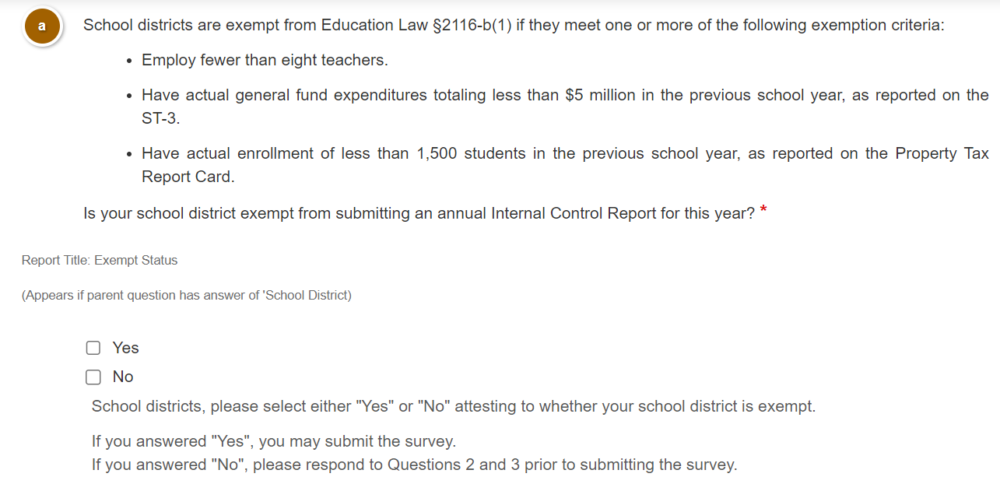 a
School districts are exempt from Education Law §2116-b(1) if they meet one or more of the following exemption criteria:
• Employ fewer than eight teachers.
• Have actual general fund expenditures totaling less than $5 million in the previous school year, as reported on the
ST-3.
• Have actual enrollment of less than 1,500 students in the previous school year, as reported on the Property Tax
Report Card.
Is your school district exempt from submitting an annual Internal Control Report for this year? *
Report Title: Exempt Status
(Appears if parent question has answer of 'School District)
Yes
No
School districts, please select either "Yes" or "No" attesting to whether your school district is exempt.
If you answered "Yes", you may submit the survey.
If you answered "No", please respond to Questions 2 and 3 prior to submitting the survey.